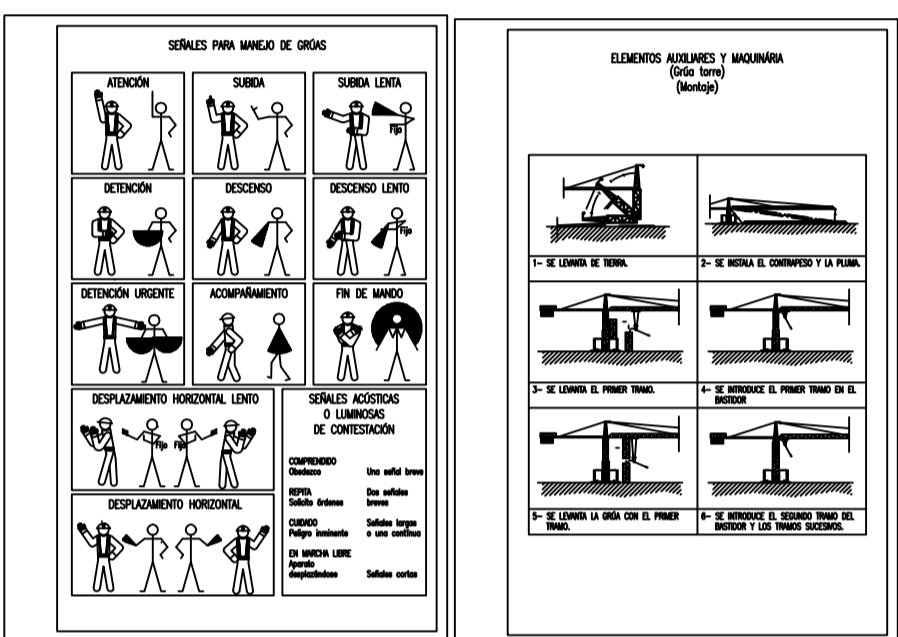 SEÑALES PARA MANEJO DE GRÚAS
ATENCIÓN
SUBIDA
SUBIDA LENTA
Fijo
DETENCIÓN
DESCENSO
DESCENSO LENTO
Fijo
DETENCIÓN URGENTE
ACOMPAÑAMIENTO
FIN DE MANDO
DESPLAZAMIENTO HORIZONTAL LENTO
Fijo Fijo
DESPLAZAMIENTO HORIZONTAL
SEÑALES ACÚSTICAS
O LUMINOSAS
DE CONTESTACIÓN
COMPRENDIDO
Obedezco Una señal breve
REPITA Dos señales
Solicito órdenes breves
CUIDADO Señales largas
Peligro inminente o una contínua
EN MARCHA LIBRE
Aparato
desplazándose Señales cortas
ELEMENTOS AUXILIARES Y MAQUINÁRIA
(Grúa torre)
(Montaje)
1- SE LEVANTA DE TIERRA.
2- SE INSTALA EL CONTRAPESO Y LA PLUMA.
3- SE LEVANTA EL PRIMER TRAMO.
4- SE INTRODUCE EL PRIMER TRAMO EN EL
BASTIDOR
5- SE LEVANTA LA GRÚA CON EL PRIMER
TRAMO.
6- SE INTRODUCE EL SEGUNDO TRAMO DEL
BASTIDOR Y LOS TRAMOS SUCESIVOS.